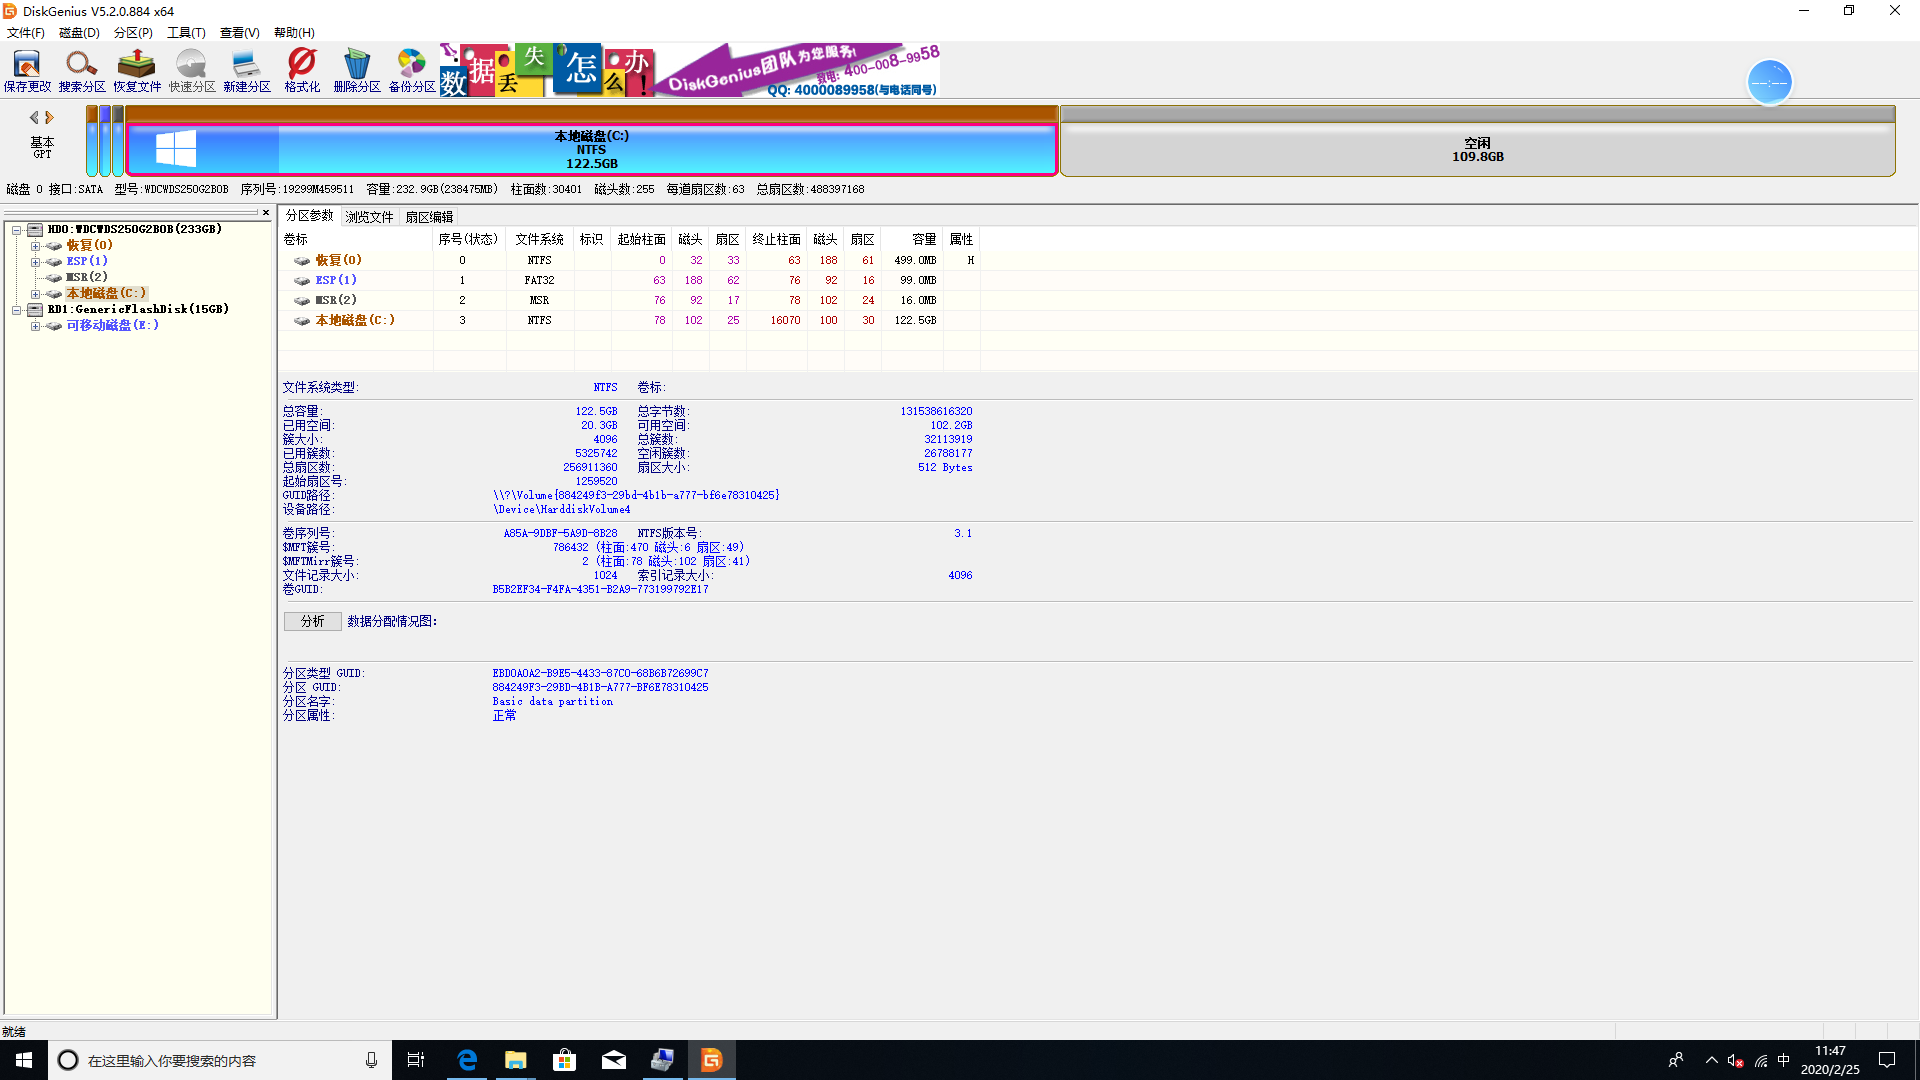 DiskGenius V5.2.0.884 x64
文件(F) 磁盘(D) 分区(P) 工具(T) 查看(V) 帮助(H)
保存更改 搜索分区 恢复文件 快速分区 新建分区 格式化 删除分区 备份分区
数据丢失怎么办!
DiskGenius团队为您服务!
致电: 400-008-9958
QQ: 4000089958(与电话同号)
基本
GPT
本地磁盘(C:)
NTFS
122.5GB
空闲
109.8GB
磁盘 0 接口:SATA 型号:WDCWDS250G2B0B 序列号:19299M459511 容量:232.9GB(238475MB) 柱面数:30401 磁头数:255 每道扇区数:63 总扇区数:488397168
HD0:WDCWDS250G2B0B(233GB)
恢复(0)
ESP(1)
MSR(2)
本地磁盘(C:)
RD1:GenericFlashDisk(15GB)
可移动磁盘(E:)
分区参数 浏览文件 扇区编辑
卷标 序号(状态) 文件系统 标识 起始柱面 磁头 扇区 终止柱面 磁头 扇区 容量 属性
恢复(0) 0 NTFS 0 32 33 63 188 61 499.0MB H
ESP(1) 1 FAT32 63 188 62 76 92 16 99.0MB
MSR(2) 2 MSR 76 92 17 78 102 24 16.0MB
本地磁盘(C:) 3 NTFS 78 102 25 16070 100 30 122.5GB
文件系统类型: NTFS 卷标:
总容量: 122.5GB 总字节数: 131538616320
已用空间: 20.3GB 可用空间: 102.2GB
簇大小: 4096 总簇数: 32113919
已用簇数: 5325742 空闲簇数: 26788177
总扇区数: 256911360 扇区大小: 512 Bytes
起始扇区号: 1259520
GUID路径: \\?\Volume{884249f3-29bd-4b1b-a777-bf6e78310425}
设备路径: \Device\HarddiskVolume4
卷序列号: A85A-9DBF-5A9D-8B28 NTFS版本号: 3.1
$MFT簇号: 786432 (柱面:470 磁头:6 扇区:49)
$MFTMirr簇号: 2 (柱面:78 磁头:102 扇区:41)
文件记录大小: 1024 索引记录大小: 4096
卷GUID: B5B2EF34-F4FA-4351-B2A9-773199792E17
分析 数据分配情况图:
分区类型 GUID: EBD0A0A2-B9E5-4433-87C0-68B6B72699C7
分区 GUID: 884249F3-29BD-4B1B-A777-BF6E78310425
分区名字: Basic data partition
分区属性: 正常
就绪
在这里输入你要搜索的内容
中
11:47
2020/2/25